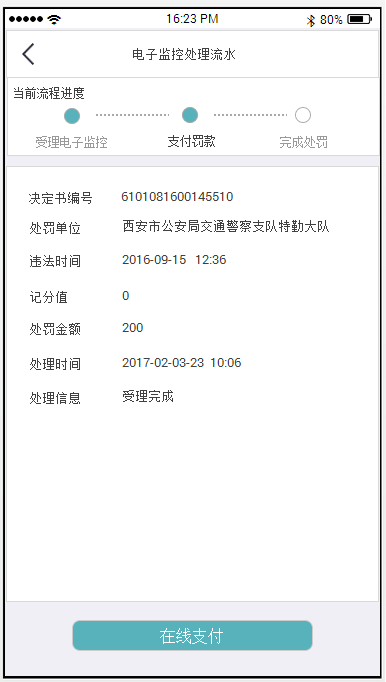 16:23 PM 80%
电子监控处理流水
当前流程进度
受理电子监控 支付罚款 完成处罚
决定书编号 6101081600145510
处罚单位 西安市公安局交通警察支队特勤大队
违法时间 2016-09-15 12:36
记分值 0
处罚金额 200
处理时间 2017-02-03-23 10:06
处理信息 受理完成
在线支付